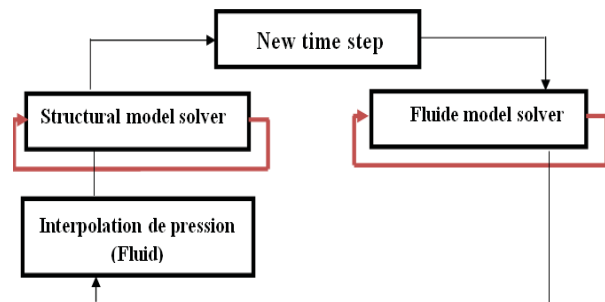 New time step
Structural model solver
Fluide model solver
Interpolation de pression
(Fluid)